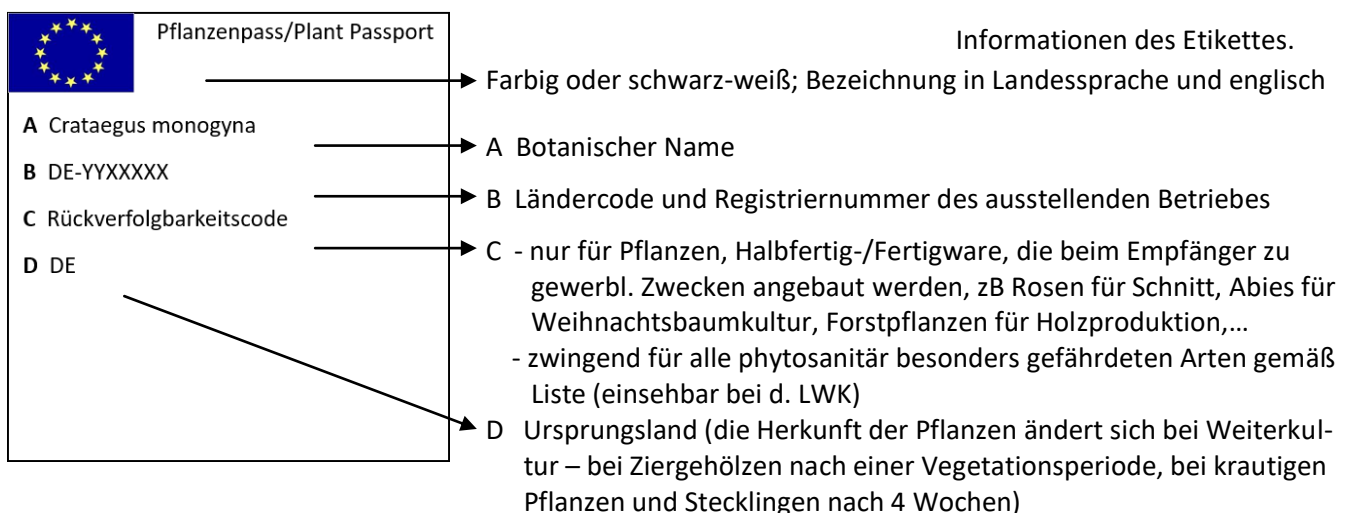 Pflanzenpass/Plant Passport
A Crataegus monogyna
B DE-YYXXXXX
C Rückverfolgbarkeitscode
D DE
Informationen des Etikettes.
Farbig oder schwarz-weiß; Bezeichnung in Landessprache und englisch
A Botanischer Name
B Ländercode und Registriernummer des ausstellenden Betriebes
C - nur für Pflanzen, Halbfertig-/Fertigware, die beim Empfänger zu
gewerbl. Zwecken angebaut werden, zB Rosen für Schnitt, Abies für
Weihnachtsbaumkultur, Forstpflanzen für Holzproduktion,…
- zwingend für alle phytosanitär besonders gefährdeten Arten gemäß
Liste (einsehbar bei d. LWK)
D Ursprungsland (die Herkunft der Pflanzen ändert sich bei Weiterkul-
tur – bei Ziergehölzen nach einer Vegetationsperiode, bei krautigen
Pflanzen und Stecklingen nach 4 Wochen)